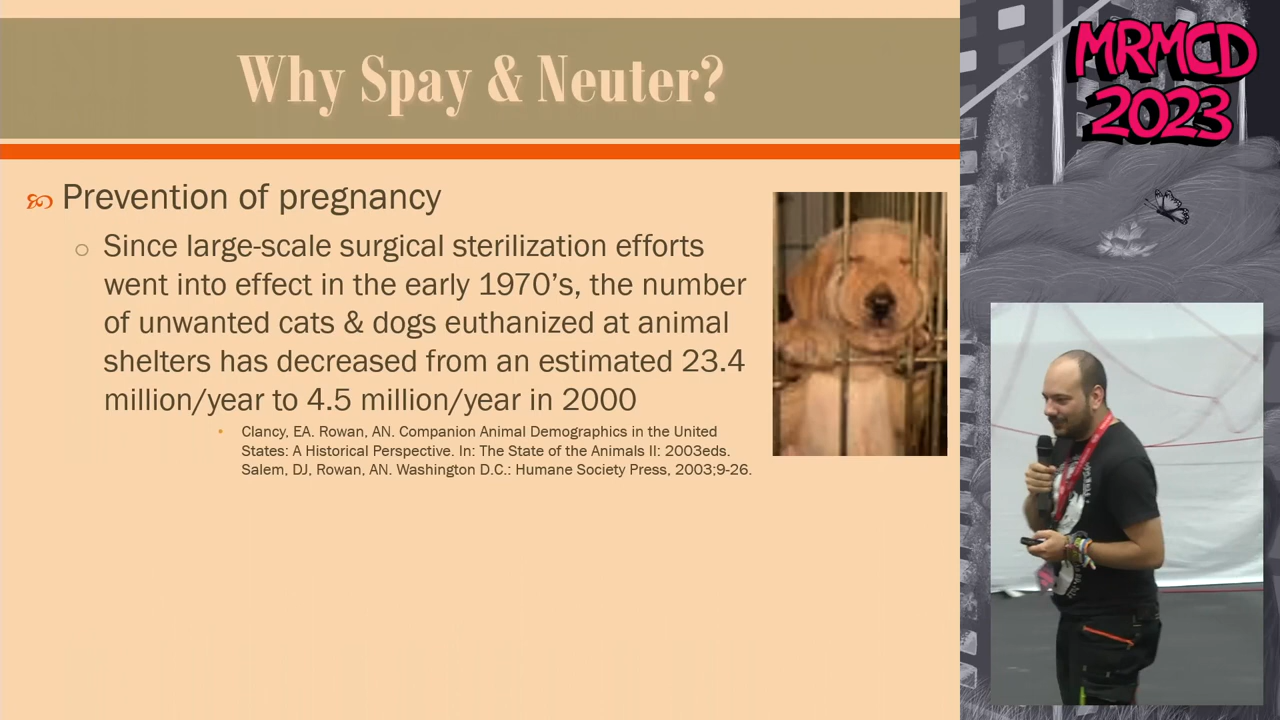 Why Spay & Neuter?
Prevention of pregnancy
Since large-scale surgical sterilization efforts
went into effect in the early 1970’s, the number
of unwanted cats & dogs euthanized at animal
shelters has decreased from an estimated 23.4
million/year to 4.5 million/year in 2000
Clancy, EA. Rowan, AN. Companion Animal Demographics in the United
States: A Historical Perspective. In: The State of the Animals II: 2003eds.
Salem, DJ, Rowan, AN. Washington D.C.: Humane Society Press, 2003;9-26.
MRMCD
2023